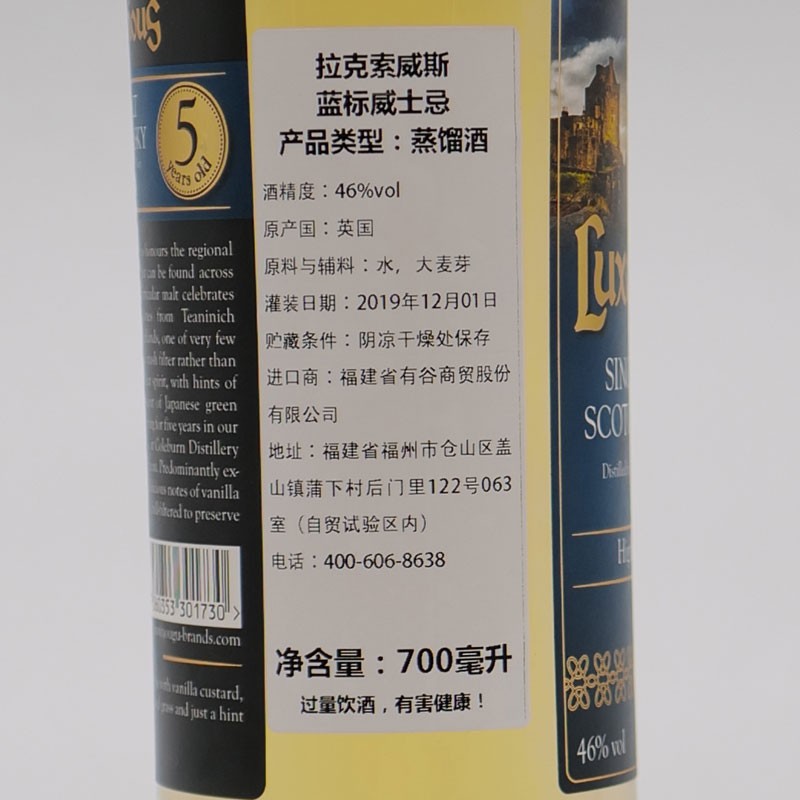 5
years old
honours the regional
can be found across
malt celebrates
from Teaninich
one of very few
filter rather than
spirit, with hints of
of Japanese green
for five years in our
Coleburn Distillery
Predominantly ex-
notes of vanilla
filtered to preserve
301730
brands.com
with vanilla custard,
grass and just a hint
拉克索威斯
蓝标威士忌
产品类型：蒸馏酒
酒精度：46%vol
原产国：英国
原料与辅料：水，大麦芽
灌装日期：2019年12月01日
贮藏条件：阴凉干燥处保存
进口商：福建省有谷商贸股份
有限公司
地址：福建省福州市仓山区盖
山镇蒲下村后门里122号063
室（自贸试验区内）
电话：400-606-8638
净含量：700毫升
过量饮酒，有害健康！
Lux
SIN
SCOT
Distille
46% vol